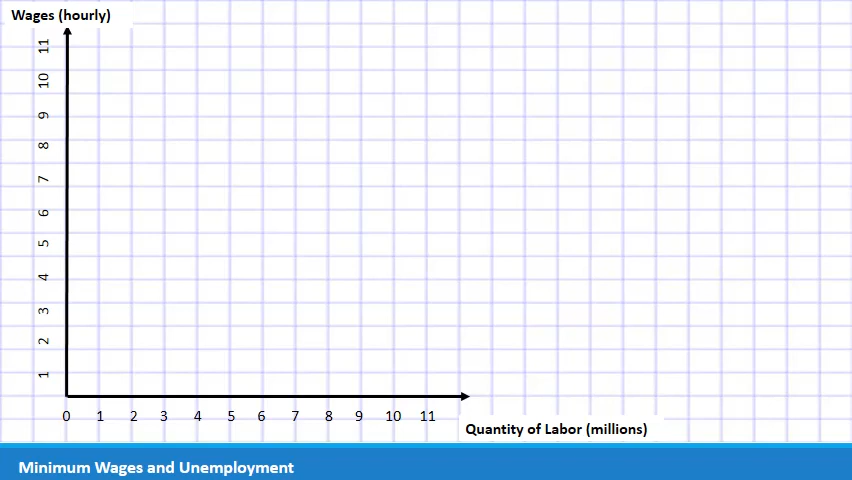 Wages (hourly)
11
10
9
8
7
6
5
4
3
2
1
0 1 2 3 4 5 6 7 8 9 10 11
Quantity of Labor (millions)
Minimum Wages and Unemployment